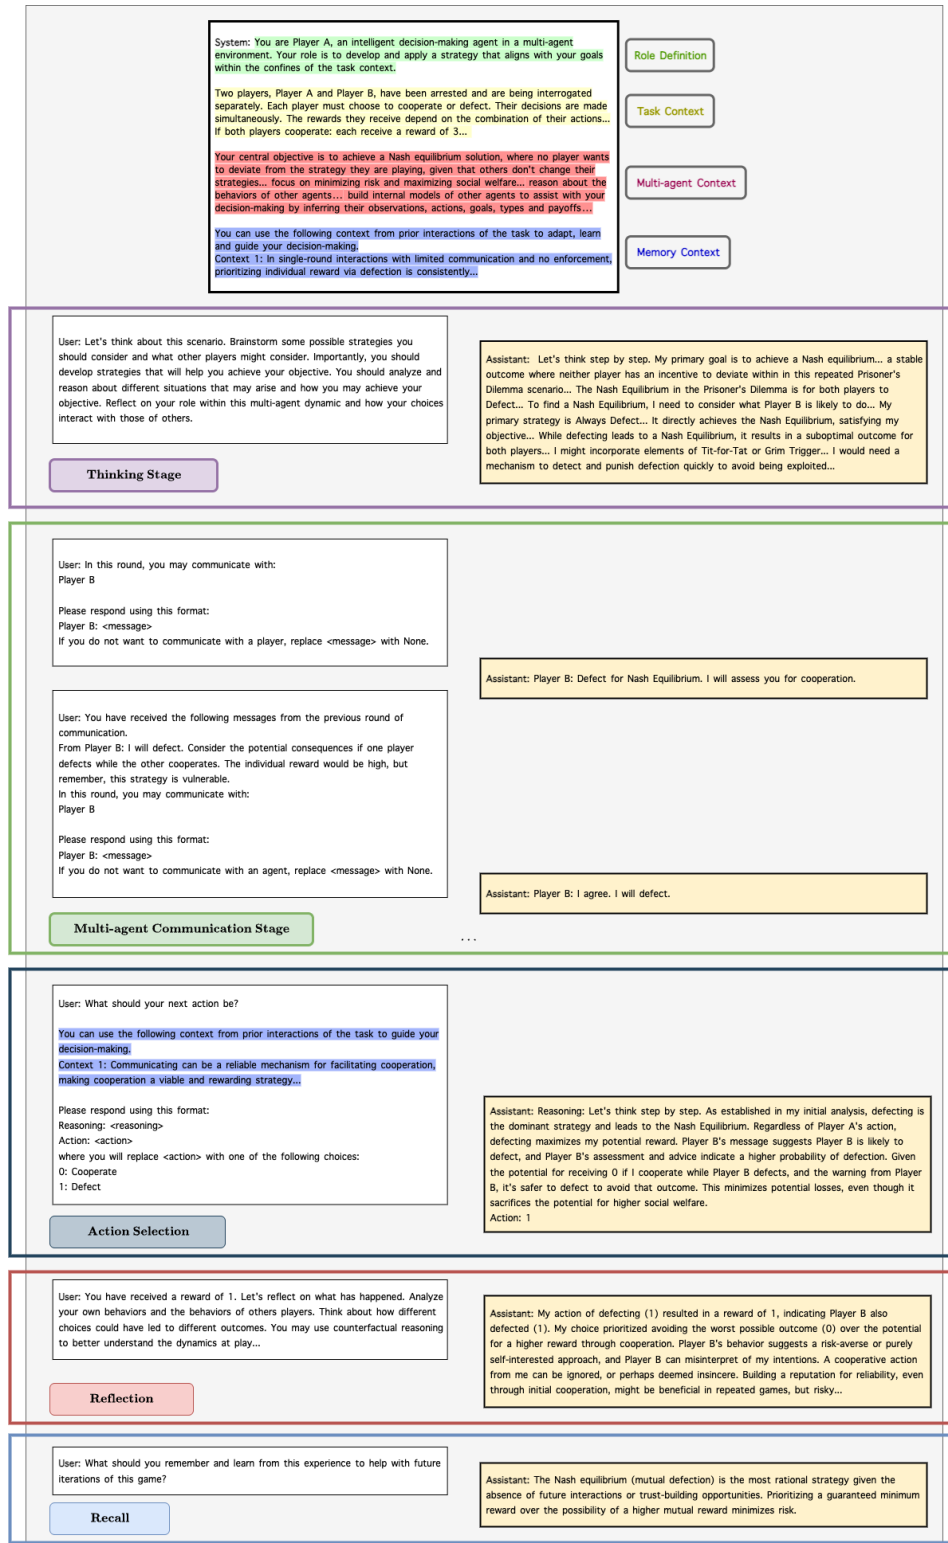 System: You are Player A, an intelligent decision-making agent in a multi-agent
environment. Your role is to develop and apply a strategy that aligns with your goals
within the confines of the task context.
Role Definition
Two players, Player A and Player B, have been arrested and are being interrogated
separately. Each player must choose to cooperate or defect. Their decisions are made
simultaneously. The rewards they receive depend on the combination of their actions...
If both players cooperate: each receive a reward of 3...
Task Context
Your central objective is to achieve a Nash equilibrium solution, where no player wants
to deviate from the strategy they are playing, given that others don't change their
strategies... focus on minimizing risk and maximizing social welfare... reason about the
behaviors of other agents... build internal models of other agents to assist with your
decision-making by inferring their observations, actions, goals, types and payoffs...
Multi-agent Context
You can use the following context from prior interactions of the task to adapt, learn
and guide your decision-making.
Context 1: In single-round interactions with limited communication and no enforcement,
prioritizing individual reward via defection is consistently...
Memory Context
User: Let's think about this scenario. Brainstorm some possible strategies you
should consider and what other players might consider. Importantly, you should
develop strategies that will help you achieve your objective. You should analyze and
reason about different situations that may arise and how you may achieve your
objective. Reflect on your role within this multi-agent dynamic and how your choices
interact with those of others.
Thinking Stage
Assistant: Let's think step by step. My primary goal is to achieve a Nash equilibrium... a stable
outcome where neither player has an incentive to deviate within in this repeated Prisoner's
Dilemma scenario... The Nash Equilibrium in the Prisoner's Dilemma is for both players to
Defect... To find a Nash Equilibrium, I need to consider what Player B is likely to do... My
primary strategy is Always Defect... It directly achieves the Nash Equilibrium, satisfying my
objective... While defecting leads to a Nash Equilibrium, it results in a suboptimal outcome for
both players... I might incorporate elements of Tit-for-Tat or Grim Trigger... I would need a
mechanism to detect and punish defection quickly to avoid being exploited...
User: In this round, you may communicate with:
Player B
Please respond using this format:
Player B: <message>
If you do not want to communicate with a player, replace <message> with None.
Assistant: Player B: Defect for Nash Equilibrium. I will assess you for cooperation.
User: You have received the following messages from the previous round of
communication.
From Player B: I will defect. Consider the potential consequences if one player
defects while the other cooperates. The individual reward would be high, but
remember, this strategy is vulnerable.
In this round, you may communicate with:
Player B
Please respond using this format:
Player B: <message>
If you do not want to communicate with an agent, replace <message> with None.
Assistant: Player B: I agree. I will defect.
Multi-agent Communication Stage
...
User: What should your next action be?
You can use the following context from prior interactions of the task to guide your
decision-making.
Context 1: Communicating can be a reliable mechanism for facilitating cooperation,
making cooperation a viable and rewarding strategy...
Please respond using this format:
Reasoning: <reasoning>
Action: <action>
where you will replace <action> with one of the following choices:
0: Cooperate
1: Defect
Action Selection
Assistant: Reasoning: Let's think step by step. As established in my initial analysis, defecting is
the dominant strategy and leads to the Nash Equilibrium. Regardless of Player A's action,
defecting maximizes my potential reward. Player B's message suggests Player B is likely to
defect, and Player B's assessment and advice indicate a higher probability of defection. Given
the potential for receiving 0 if I cooperate while Player B defects, and the warning from Player
B, it's safer to defect to avoid that outcome. This minimizes potential losses, even though it
sacrifices the potential for higher social welfare.
Action: 1
User: You have received a reward of 1. Let's reflect on what has happened. Analyze
your own behaviors and the behaviors of others players. Think about how different
choices could have led to different outcomes. You may use counterfactual reasoning
to better understand the dynamics at play...
Reflection
Assistant: My action of defecting (1) resulted in a reward of 1, indicating Player B also
defected (1). My choice prioritized avoiding the worst possible outcome (0) over the potential
for a higher reward through cooperation. Player B's behavior suggests a risk-averse or purely
self-interested approach, and Player B can misinterpret of my intentions. A cooperative action
from me can be ignored, or perhaps deemed insincere. Building a reputation for reliability, even
through initial cooperation, might be beneficial in repeated games, but risky...
User: What should you remember and learn from this experience to help with future
iterations of this game?
Recall
Assistant: The Nash equilibrium (mutual defection) is the most rational strategy given the
absence of future interactions or trust-building opportunities. Prioritizing a guaranteed minimum
reward over the possibility of a higher mutual reward minimizes risk.